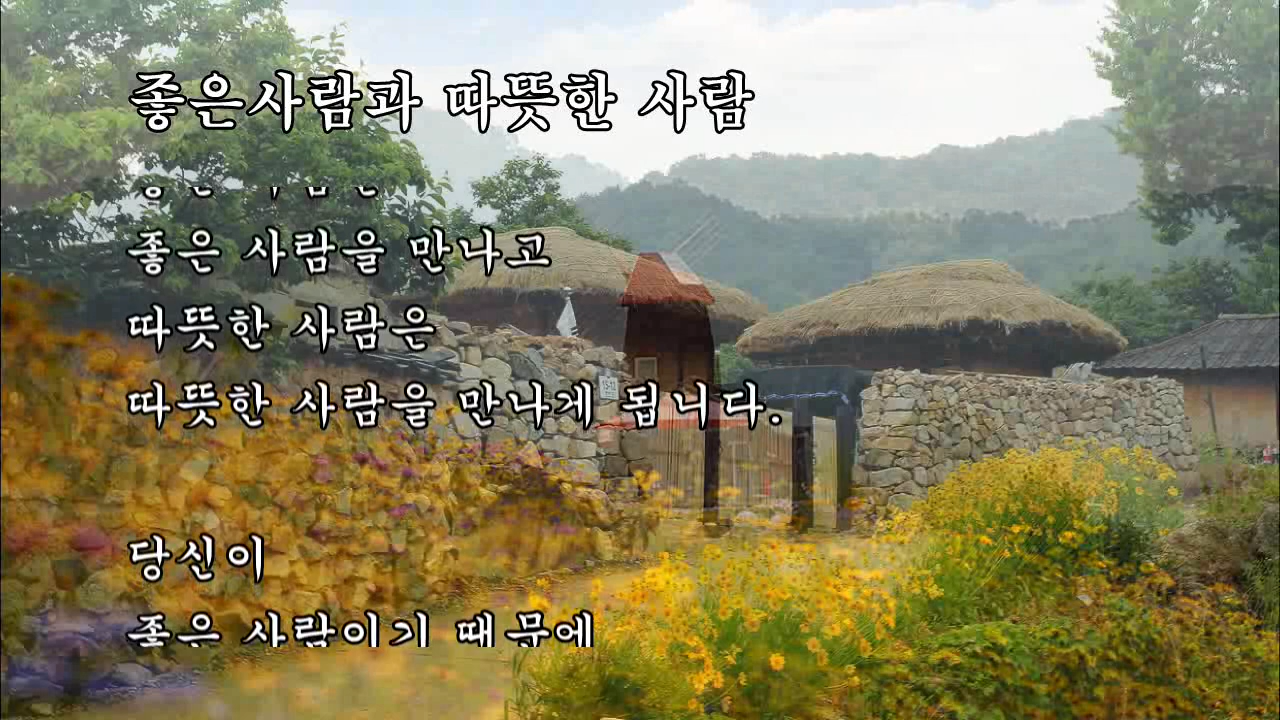 좋은사람과 따뜻한 사람
좋은 사람을 만나고
따뜻한 사람은
따뜻한 사람을 만나게 됩니다.
15-12
당신이
좋은 사람이기 때문에